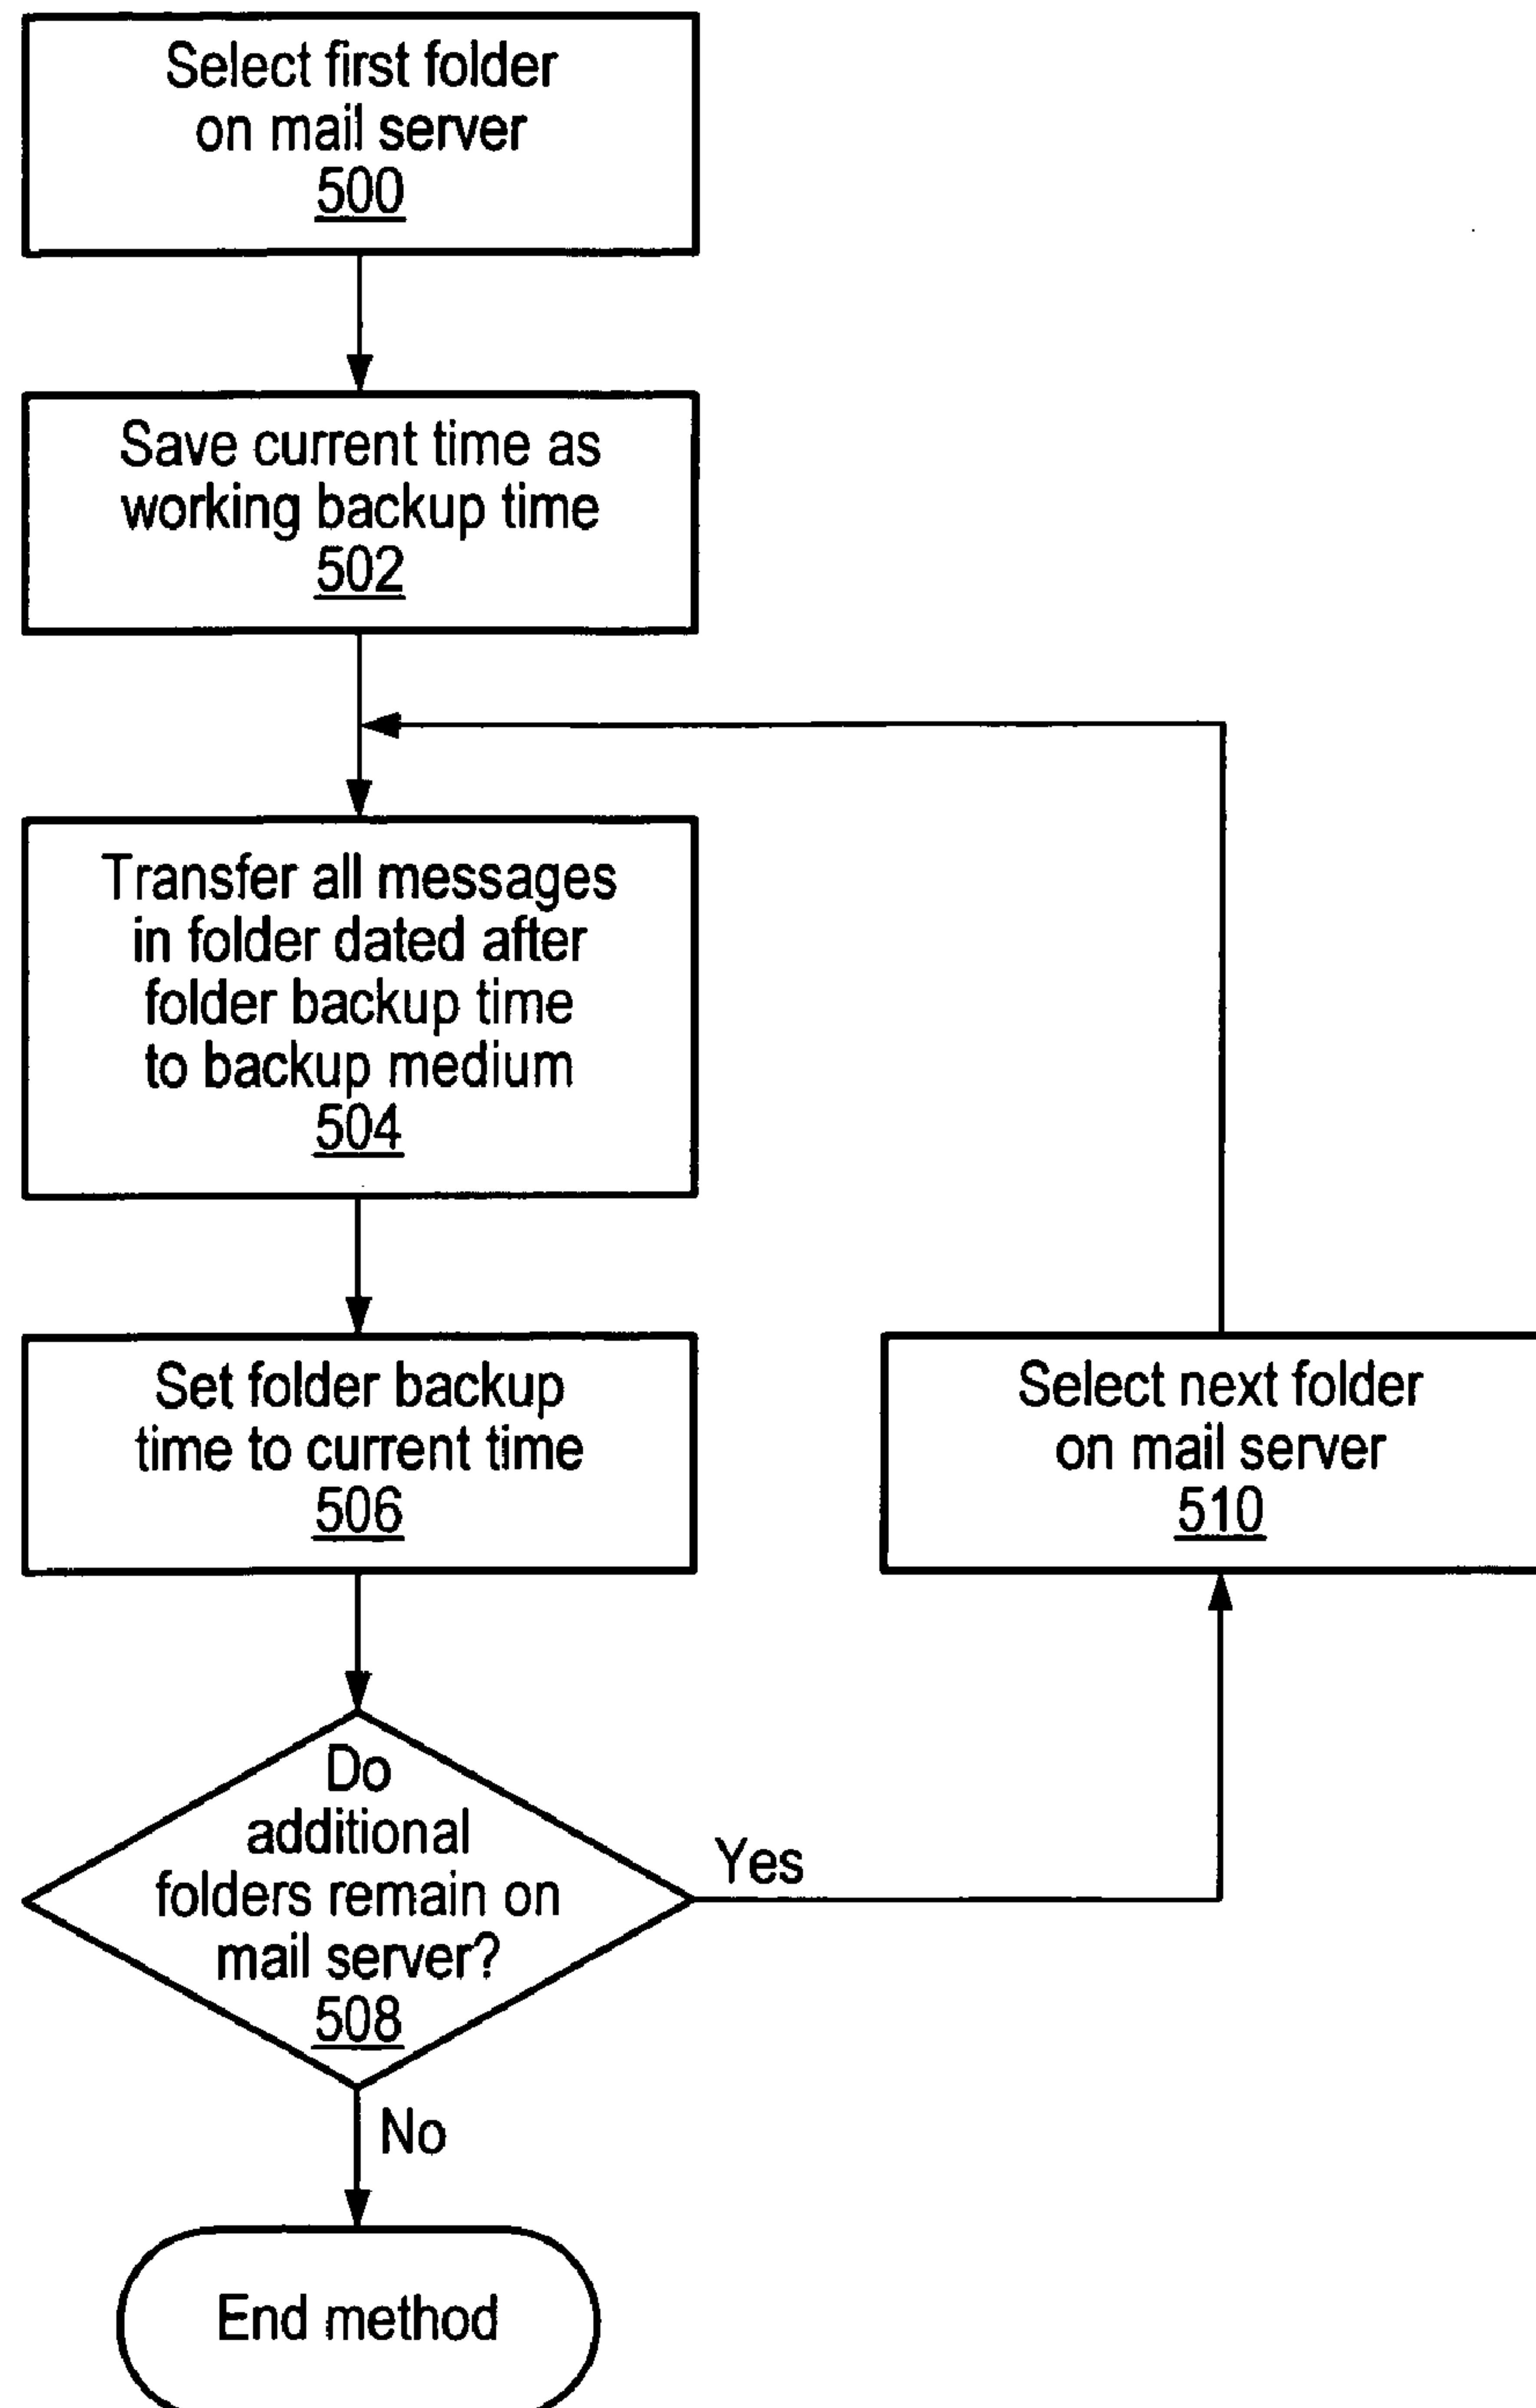 Select first folder
on mail server
500
Save current time as
working backup time
502
Transfer all messages
in folder dated after
folder backup time
to backup medium
504
Set folder backup
time to current time
506
Select next folder
on mail server
510
Do
additional
folders remain on
mail server?
508
Yes
No
End method